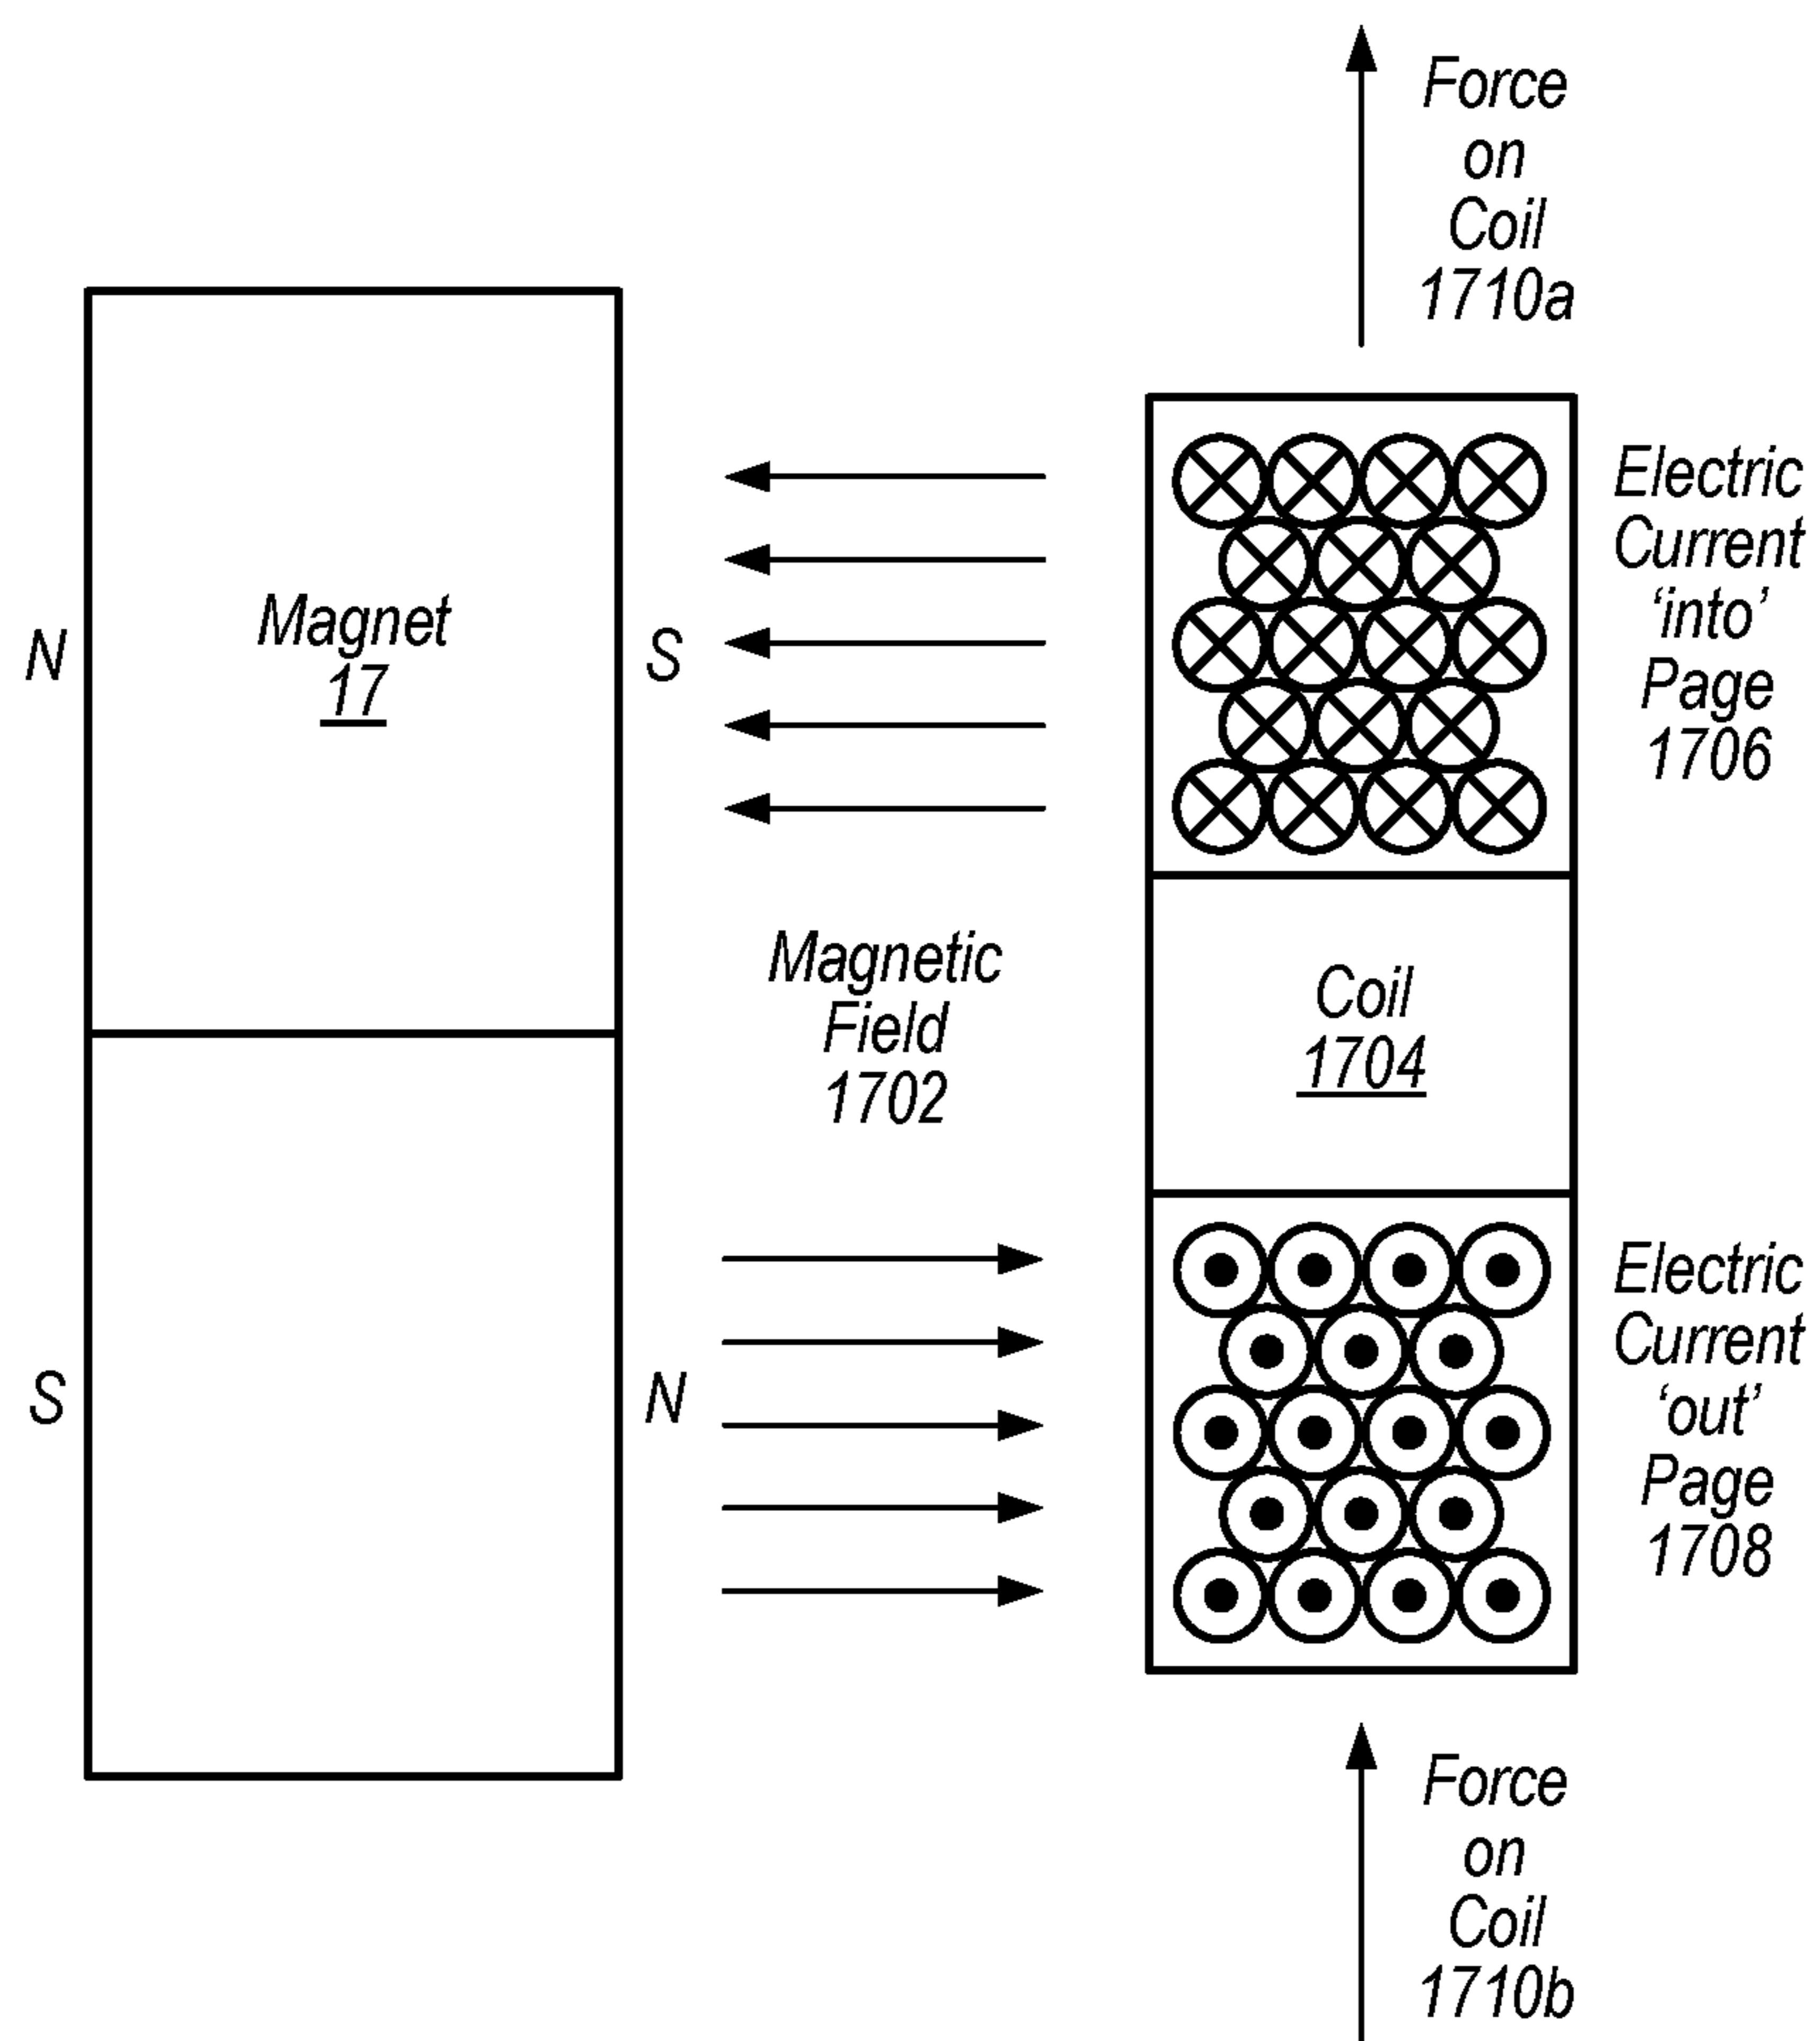 Force
on
Coil
1710a
Electric
Current
‘into’
Page
1706
N
Magnet
17
S
Magnetic
Field
1702
Coil
1704
Electric
Current
‘out’
Page
1708
S
N
Force
on
Coil
1710b